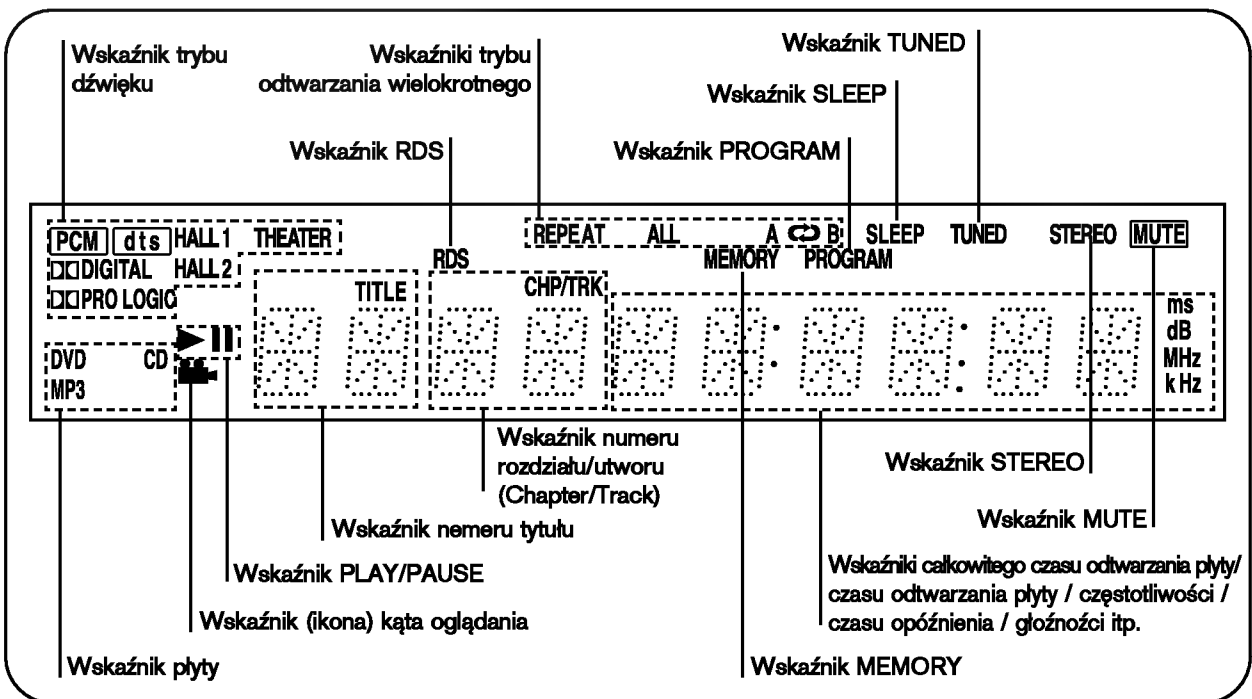 Wskaźnik trybu
dźwięku
Wskaźniki trybu
odtwarzania wielokrotnego
Wskaźnik TUNED
Wskaźnik SLEEP
Wskaźnik RDS
Wskaźnik PROGRAM
PCM dts HALL 1 THEATER REPEAT ALL A B SLEEP TUNED STEREO MUTE
RDS MEMORY PROGRAM
DIGITAL HALL 2
PRO LOGIC TITLE CHP/TRK
ms
dB
MHz
kHz
DVD CD
MP3
Wskaźnik numeru
rozdziału/utworu
(Chapter/Track)
Wskaźnik STEREO
Wskaźnik nemeru tytułu
Wskaźnik MUTE
Wskaźnik PLAY/PAUSE
Wskaźniki całkowitego czasu odtwarzania płyty/
czasu odtwarzania płyty / częstotliwości /
czasu opóźnienia / głoźności itp.
Wskaźnik (ikona) kąta oglądania
Wskaźnik płyty
Wskaźnik MEMORY